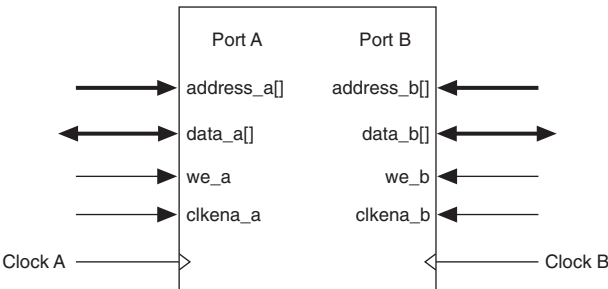 Port A Port B
address_a[] address_b[]
data_a[] data_b[]
we_a we_b
clkena_a clkena_b
Clock A Clock B